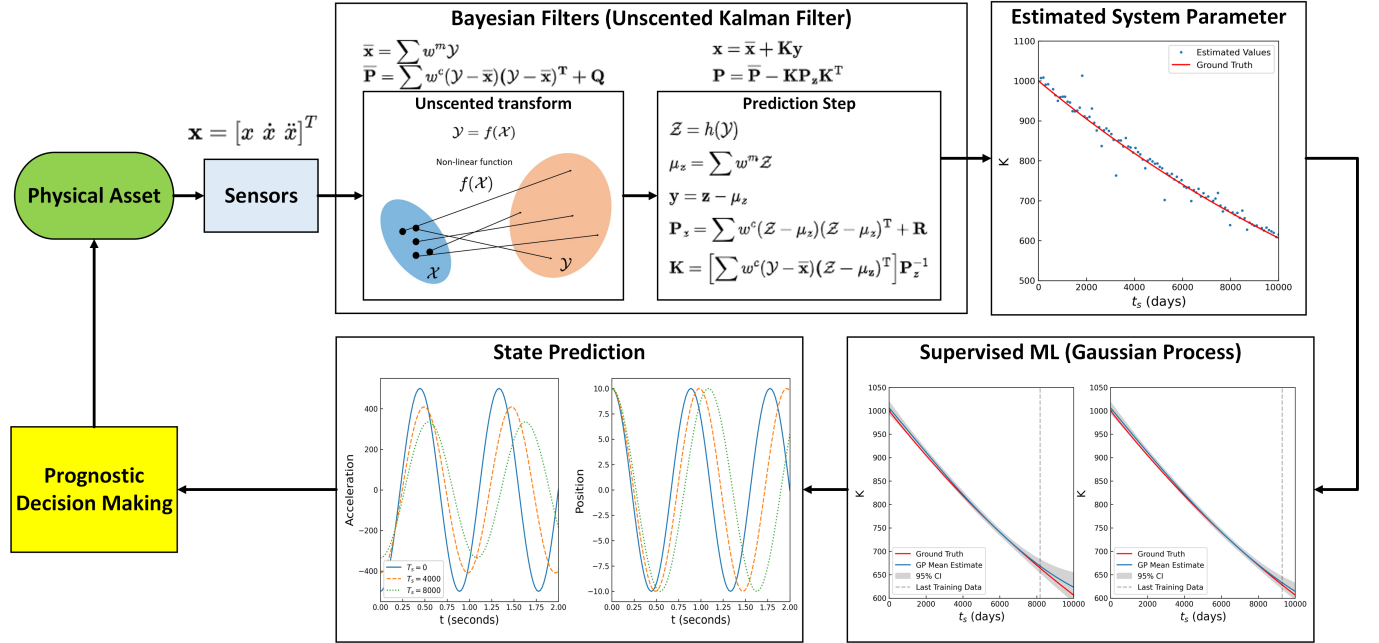 Bayesian Filters (Unscented Kalman Filter)
x̅ = ∑ wᵐ𝒴
P̅ = ∑ wᶜ(𝒴 − x̅)(𝒴 − x̅)ᵀ + Q
x = x̅ + Ky
P = P̅ − KP_zKᵀ
Unscented transform
𝒴 = f(𝒳)
Non-linear function
f(𝒳)
𝒳
𝒴
Prediction Step
𝒵 = h(𝒴)
μ_z = ∑ wᵐ𝒵
y = z − μ_z
P_z = ∑ wᶜ(𝒵 − μ_z)(𝒵 − μ_z)ᵀ + R
K = [∑ wᶜ(𝒴 − x̅)(𝒵 − μ_z)ᵀ]P_z⁻¹
x = [x ẋ ẍ]ᵀ
Physical Asset
Sensors
Estimated System Parameter
1100
1000
900
800
700
600
500
K
Estimated Values
Ground Truth
0 2000 4000 6000 8000 10000
t_s (days)
State Prediction
Acceleration
400
200
0
−200
−400
T_s = 0
T_s = 4000
T_s = 8000
0.00 0.25 0.50 0.75 1.00 1.25 1.50 1.75 2.00
t (seconds)
Position
10.0
7.5
5.0
2.5
0.0
−2.5
−5.0
−7.5
−10.0
0.00 0.25 0.50 0.75 1.00 1.25 1.50 1.75 2.00
t (seconds)
Supervised ML (Gaussian Process)
K
1050
1000
950
900
850
800
750
700
650
600
Ground Truth
GP Mean Estimate
95% CI
Last Training Data
0 2000 4000 6000 8000 10000
t_s (days)
K
1050
1000
950
900
850
800
750
700
650
600
Ground Truth
GP Mean Estimate
95% CI
Last Training Data
0 2000 4000 6000 8000 10000
t_s (days)
Prognostic
Decision Making